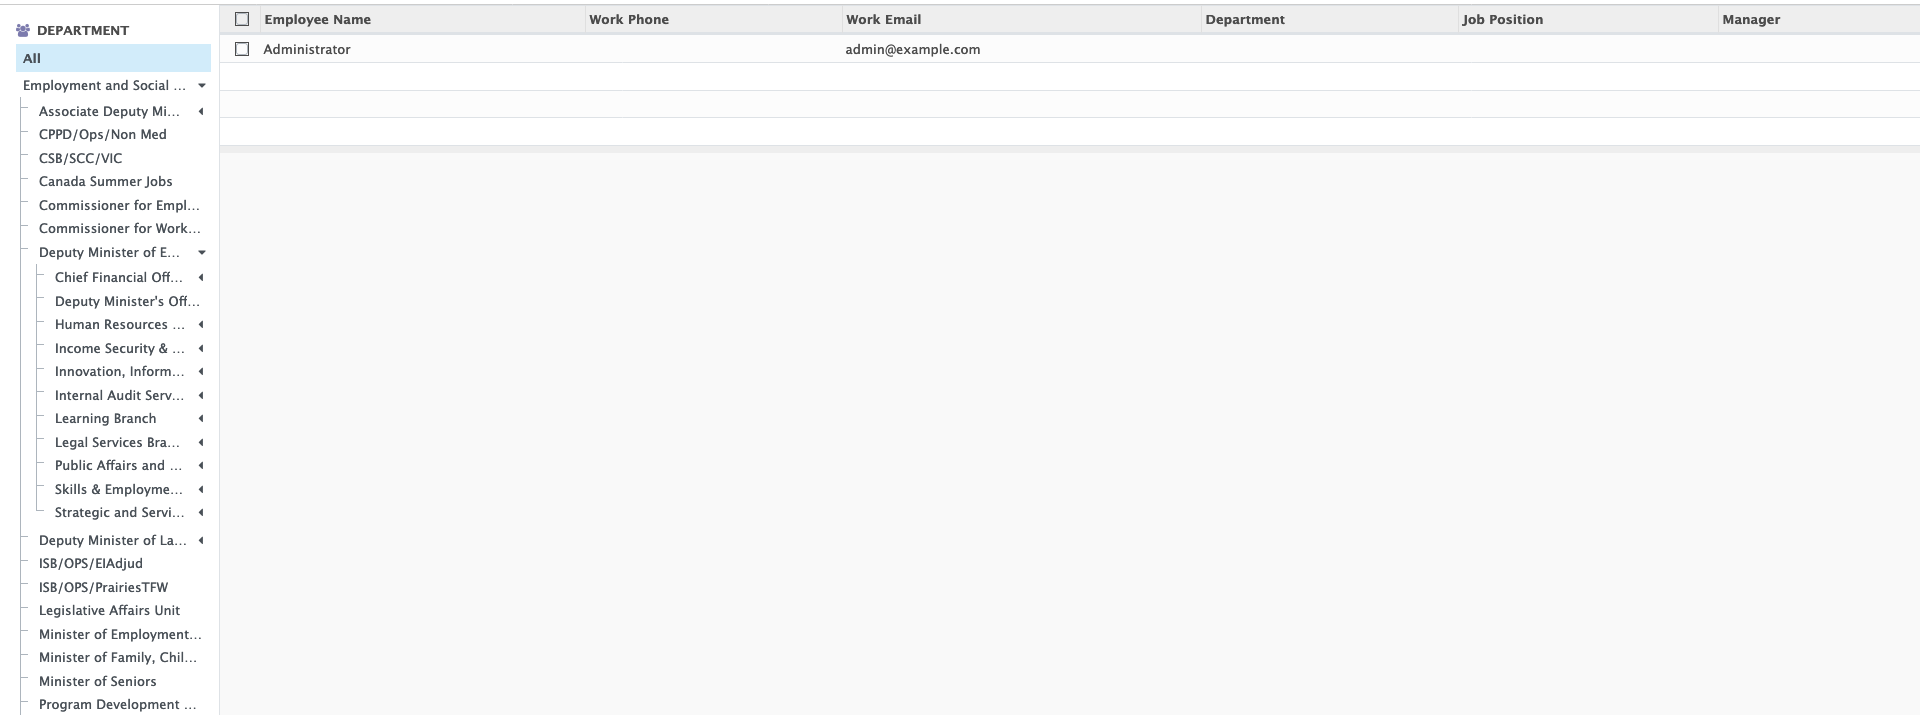 DEPARTMENT
All
Employment and Social ...
Associate Deputy Mi...
CPPD/Ops/Non Med
CSB/SCC/VIC
Canada Summer Jobs
Commissioner for Empl...
Commissioner for Work...
Deputy Minister of E...
Chief Financial Off...
Deputy Minister's Off...
Human Resources ...
Income Security & ...
Innovation, Inform...
Internal Audit Serv...
Learning Branch
Legal Services Bra...
Public Affairs and ...
Skills & Employme...
Strategic and Servi...
Deputy Minister of La...
ISB/OPS/EIAdjud
ISB/OPS/PrairiesTFW
Legislative Affairs Unit
Minister of Employment...
Minister of Family, Chil...
Minister of Seniors
Program Development ...
Employee Name Work Phone Work Email Department Job Position Manager
Administrator admin@example.com